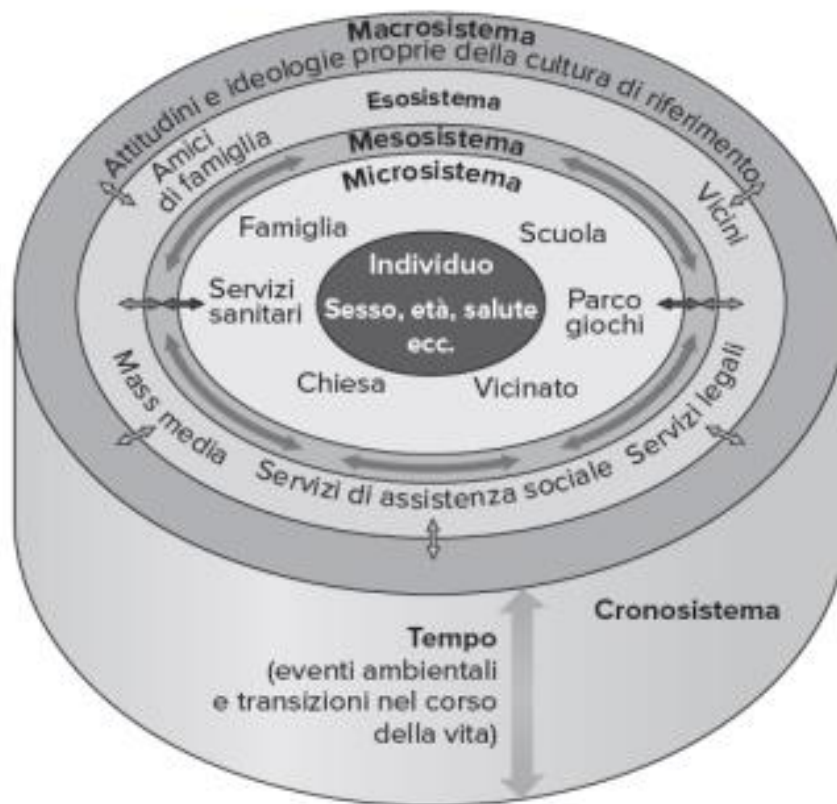 Macrosistema
Attitudini e ideologie proprie della cultura di riferimento
Esosistema
Amici
di famiglia
Mesosistema
Vicini
Microsistema
Famiglia
Scuola
Individuo
Sesso, età, salute
ecc.
Servizi
sanitari
Parco
giochi
Chiesa
Vicinato
Mass media
Servizi di assistenza sociale
Servizi legali
Cronosistema
Tempo
(eventi ambientali
e transizioni nel corso
della vita)